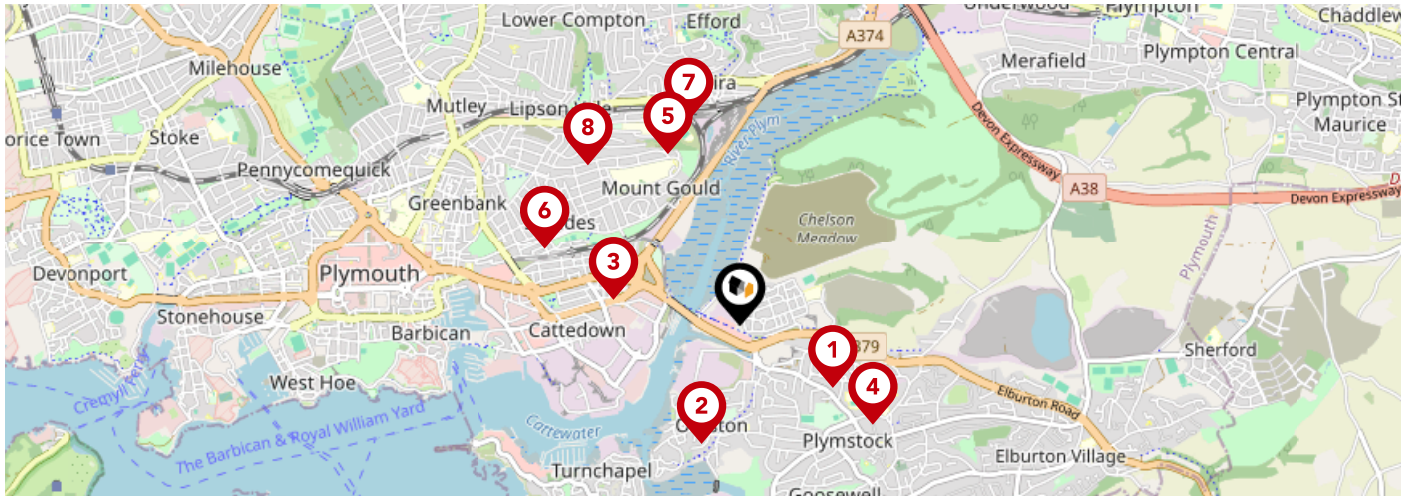 Lower Compton
Efford
Plympton
Chaddlew
A374
Plympton Central
Milehouse
Merafield
7
Mutley
Lipson
5
Plympton St
Maurice
orice Town
Stoke
8
River Plym
Devon Expressway
Pennycomequick
Mount Gould
A38
Devon Expressway
Greenbank
6
Chelson
Meadow
Plymouth
Devonport
Plymouth
3
Stonehouse
Barbican
Cattedown
1
379
Sherford
Cremyll Ferry
West Hoe
4
Elburton Road
2
The Barbican & Royal William Yard
Cattewater
Plymstock
Turnchapel
Elburton Village
Goosewell